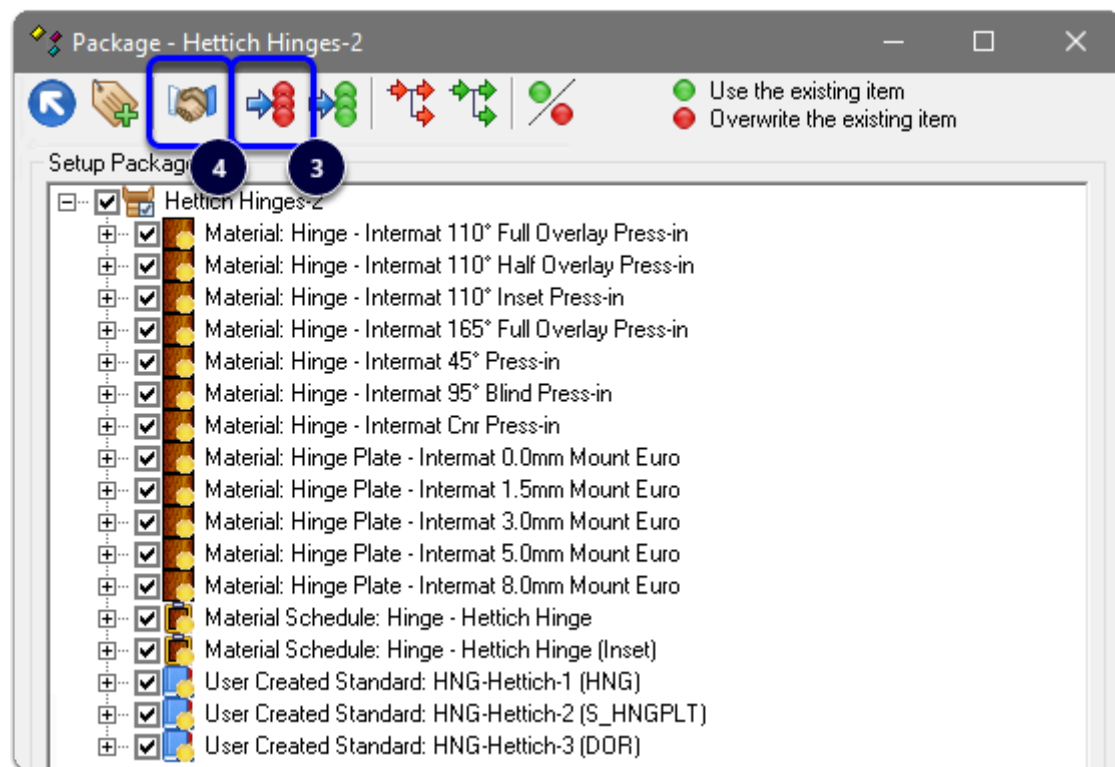 Package - Hettich Hinges-2
Use the existing item
Overwrite the existing item
4
3
Setup Packag
Hettich Hinges-2
Material: Hinge - Intermat 110° Full Overlay Press-in
Material: Hinge - Intermat 110° Half Overlay Press-in
Material: Hinge - Intermat 110° Inset Press-in
Material: Hinge - Intermat 165° Full Overlay Press-in
Material: Hinge - Intermat 45° Press-in
Material: Hinge - Intermat 95° Blind Press-in
Material: Hinge - Intermat Cnr Press-in
Material: Hinge Plate - Intermat 0.0mm Mount Euro
Material: Hinge Plate - Intermat 1.5mm Mount Euro
Material: Hinge Plate - Intermat 3.0mm Mount Euro
Material: Hinge Plate - Intermat 5.0mm Mount Euro
Material: Hinge Plate - Intermat 8.0mm Mount Euro
Material Schedule: Hinge - Hettich Hinge
Material Schedule: Hinge - Hettich Hinge (Inset)
User Created Standard: HNG-Hettich-1 (HNG)
User Created Standard: HNG-Hettich-2 (S_HNGPLT)
User Created Standard: HNG-Hettich-3 (DOR)